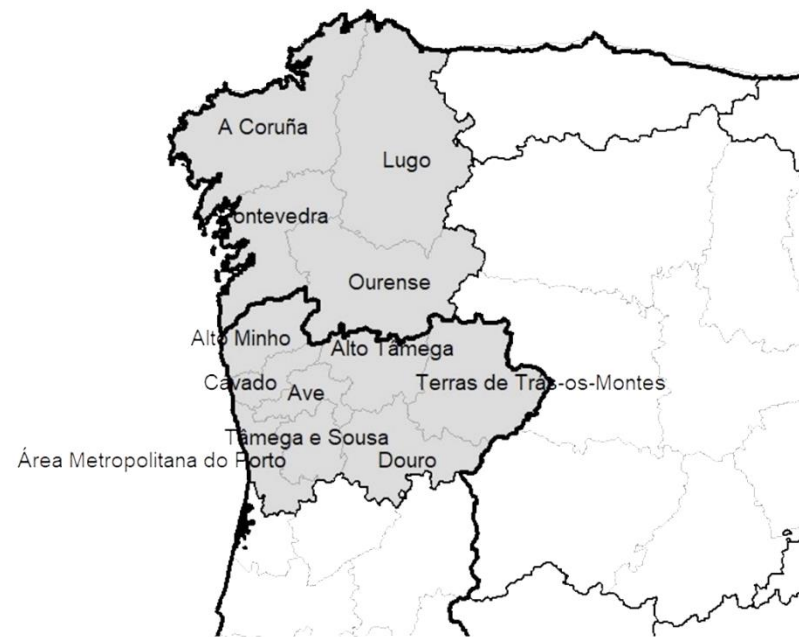 A Coruña
Lugo
ontevedra
Ourense
Alto Minho
Alto Tâmega
Cávado
Ave
Terras de Trás-os-Montes
Tâmega e Sousa
Área Metropolitana do Porto
Douro